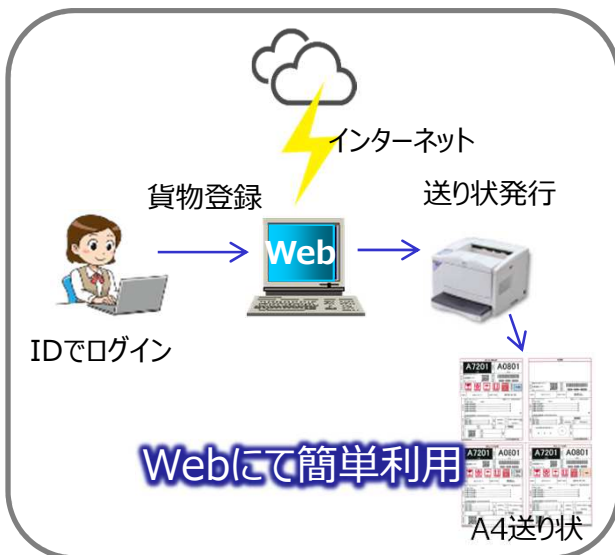 インターネット
貨物登録
送り状発行
Web
IDでログイン
A7201 A0801
A7201 A0801
A7201 A0801
Webにて簡単利用
A4送り状